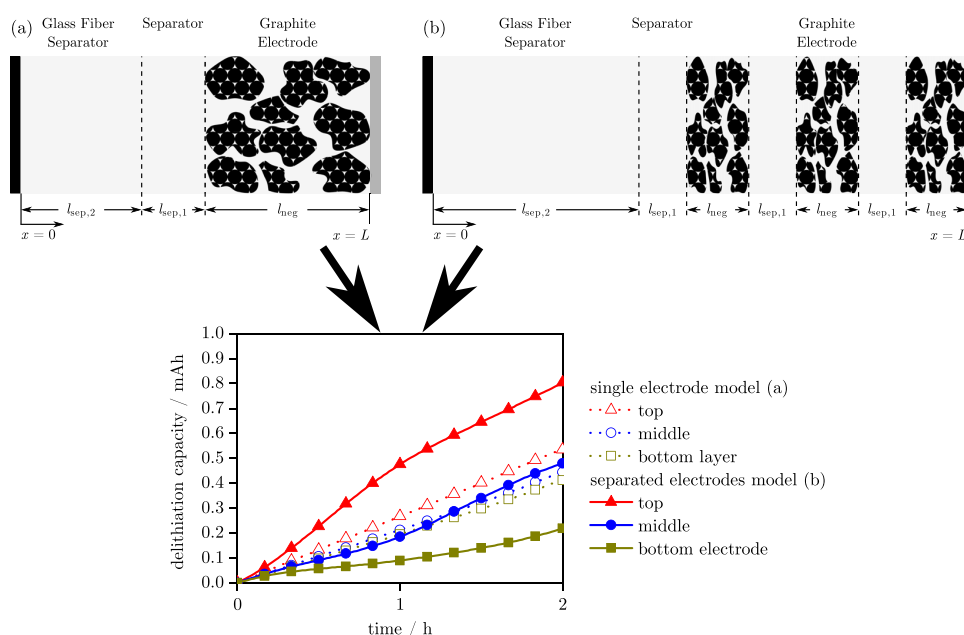 (a)
Glass Fiber
Separator
Separator
Graphite
Electrode
l_sep,2
l_sep,1
l_neg
x = 0
x = L
(b)
Glass Fiber
Separator
Separator
Graphite
Electrode
l_sep,2
l_sep,1
l_neg
l_sep,1
l_neg
l_sep,1
l_neg
x = 0
x = L
delithiation capacity / mAh
1.0
0.9
0.8
0.7
0.6
0.5
0.4
0.3
0.2
0.1
0.0
0
1
2
time / h
single electrode model (a)
top
middle
bottom layer
separated electrodes model (b)
top
middle
bottom electrode